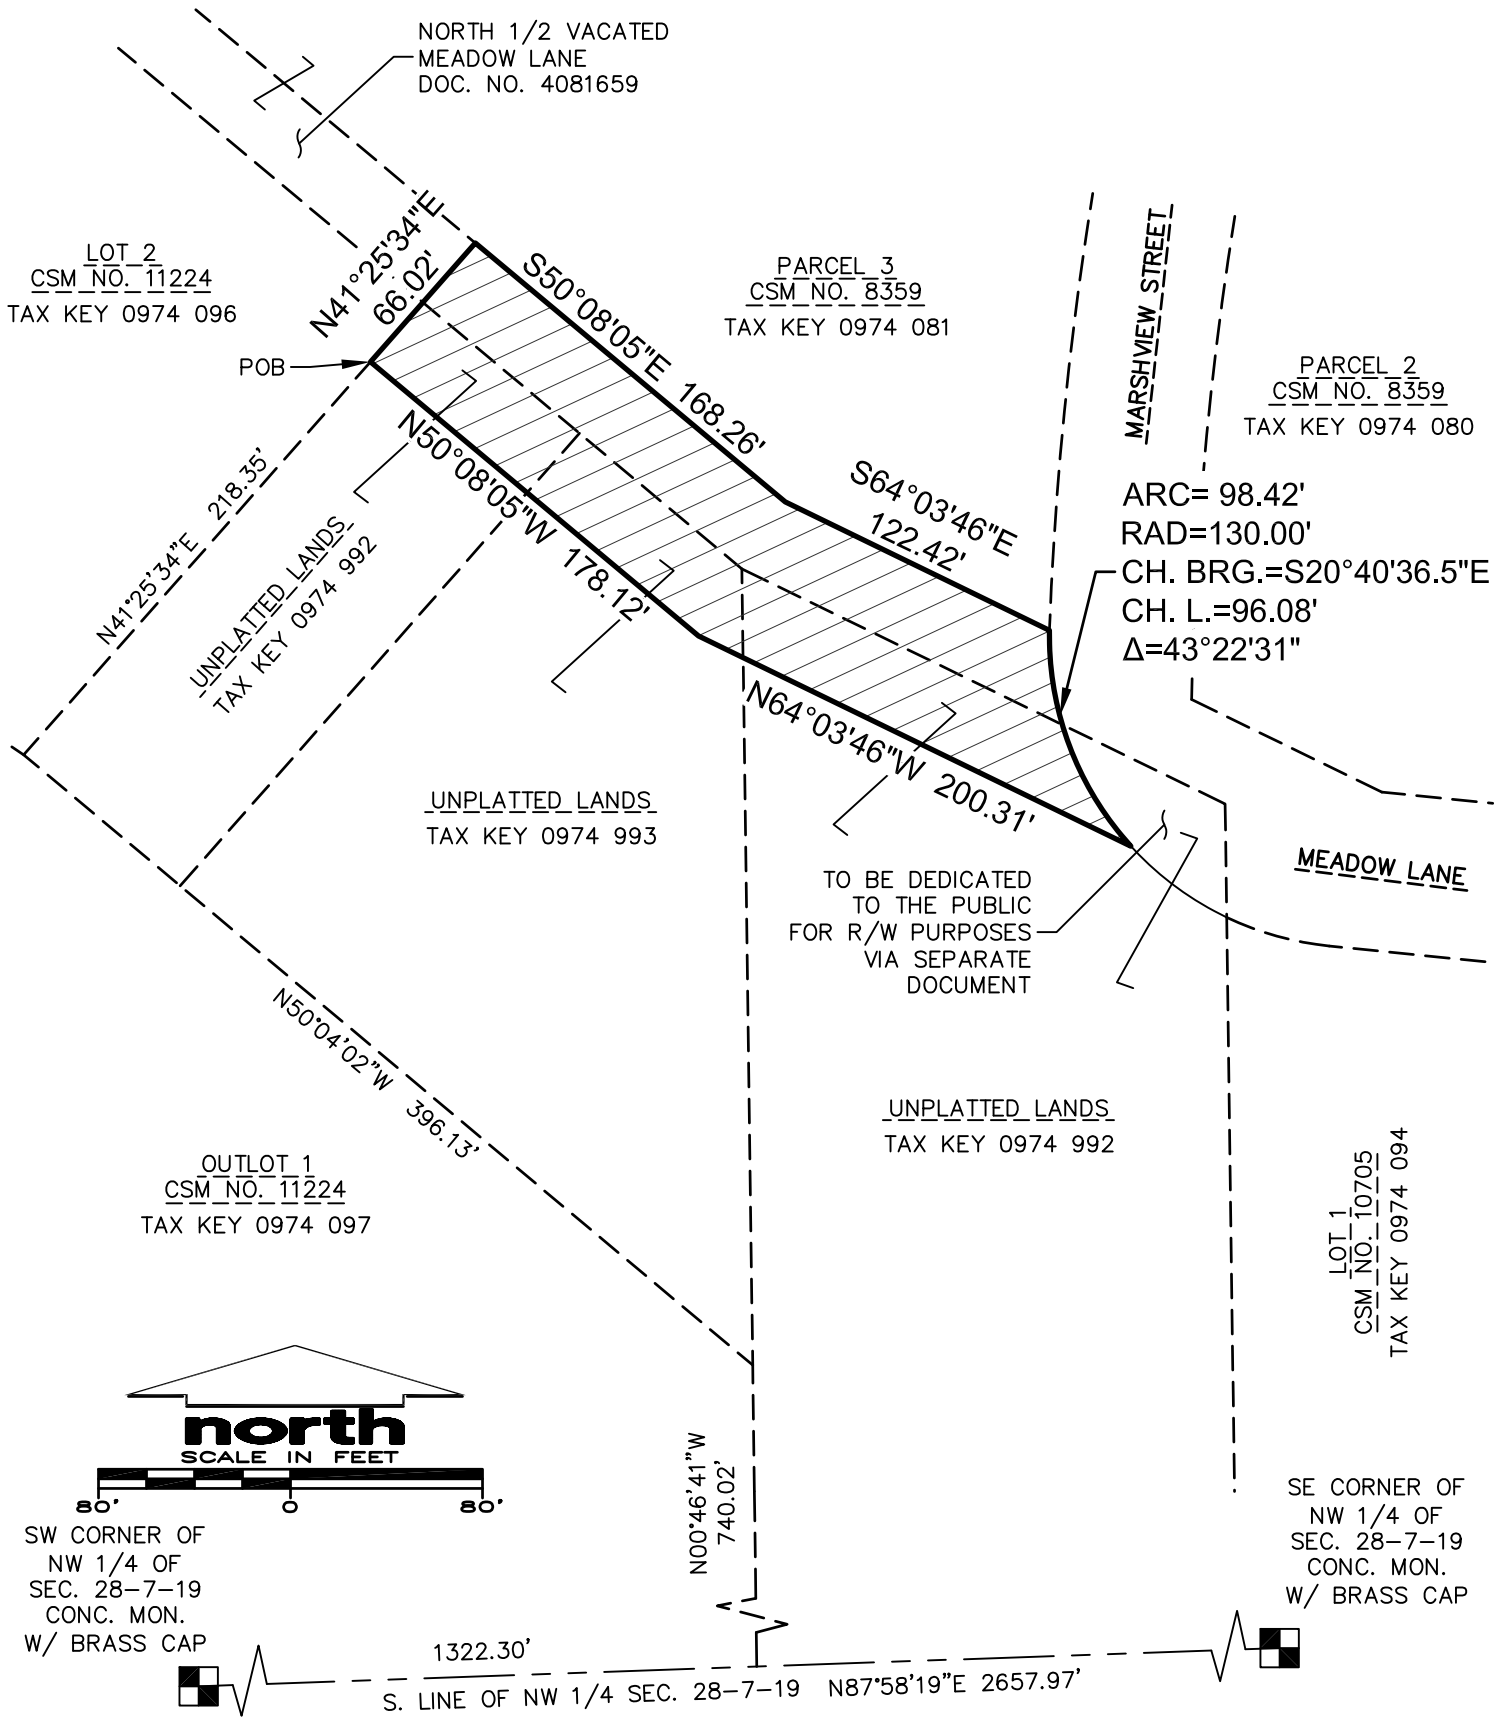 NORTH 1/2 VACATED
MEADOW LANE
DOC. NO. 4081659
LOT 2
CSM NO. 11224
TAX KEY 0974 096
N41°25'34"E
66.02'
POB
S50°08'05"E 168.26'
PARCEL 3
CSM NO. 8359
TAX KEY 0974 081
MARSHVIEW STREET
PARCEL 2
CSM NO. 8359
TAX KEY 0974 080
S64°03'46"E
122.42'
ARC= 98.42'
RAD=130.00'
CH. BRG.=S20°40'36.5"E
CH. L.=96.08'
Δ=43°22'31"
N41°25'34"E 218.35'
UNPLATTED LANDS
TAX KEY 0974 992
N50°08'05"W 178.12'
N64°03'46"W 200.31'
UNPLATTED LANDS
TAX KEY 0974 993
MEADOW LANE
TO BE DEDICATED
TO THE PUBLIC
FOR R/W PURPOSES
VIA SEPARATE
DOCUMENT
N50°04'02"W 396.13'
UNPLATTED LANDS
TAX KEY 0974 992
OUTLOT 1
CSM NO. 11224
TAX KEY 0974 097
LOT 1
CSM NO. 10705
TAX KEY 0974 094
north
SCALE IN FEET
80' 0 80'
N00°46'41"W
740.02'
SW CORNER OF
NW 1/4 OF
SEC. 28-7-19
CONC. MON.
W/ BRASS CAP
SE CORNER OF
NW 1/4 OF
SEC. 28-7-19
CONC. MON.
W/ BRASS CAP
1322.30'
S. LINE OF NW 1/4 SEC. 28-7-19 N87°58'19"E 2657.97'